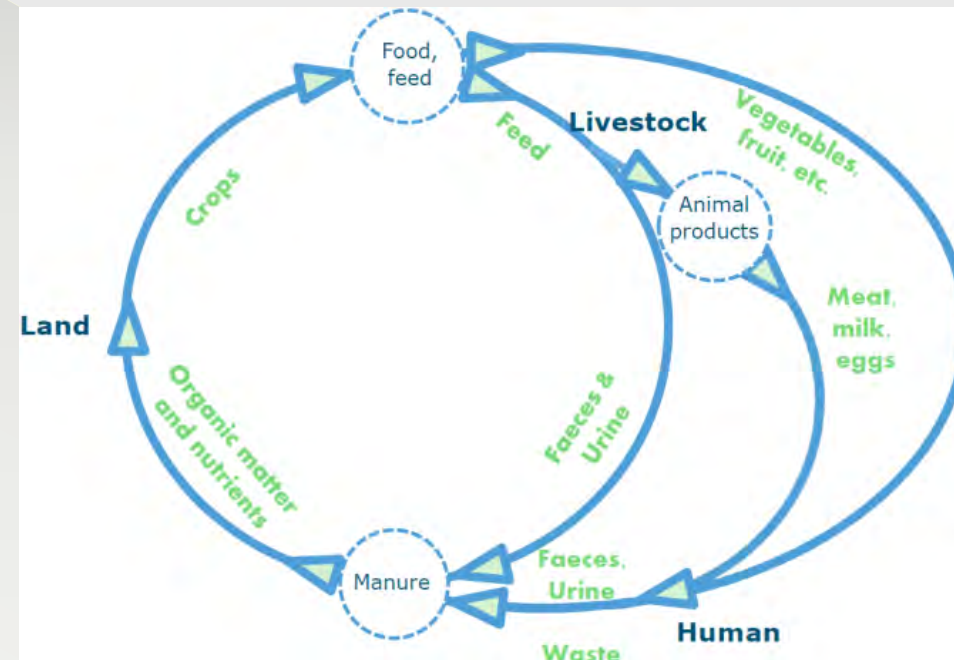 Food,
feed
Vegetables,
fruit, etc.
Livestock
Feed
Crops
Animal
products
Meat,
milk,
eggs
Land
Organic matter
and nutrients
Faeces &
Urine
Manure
Faeces,
Urine
Human
Waste